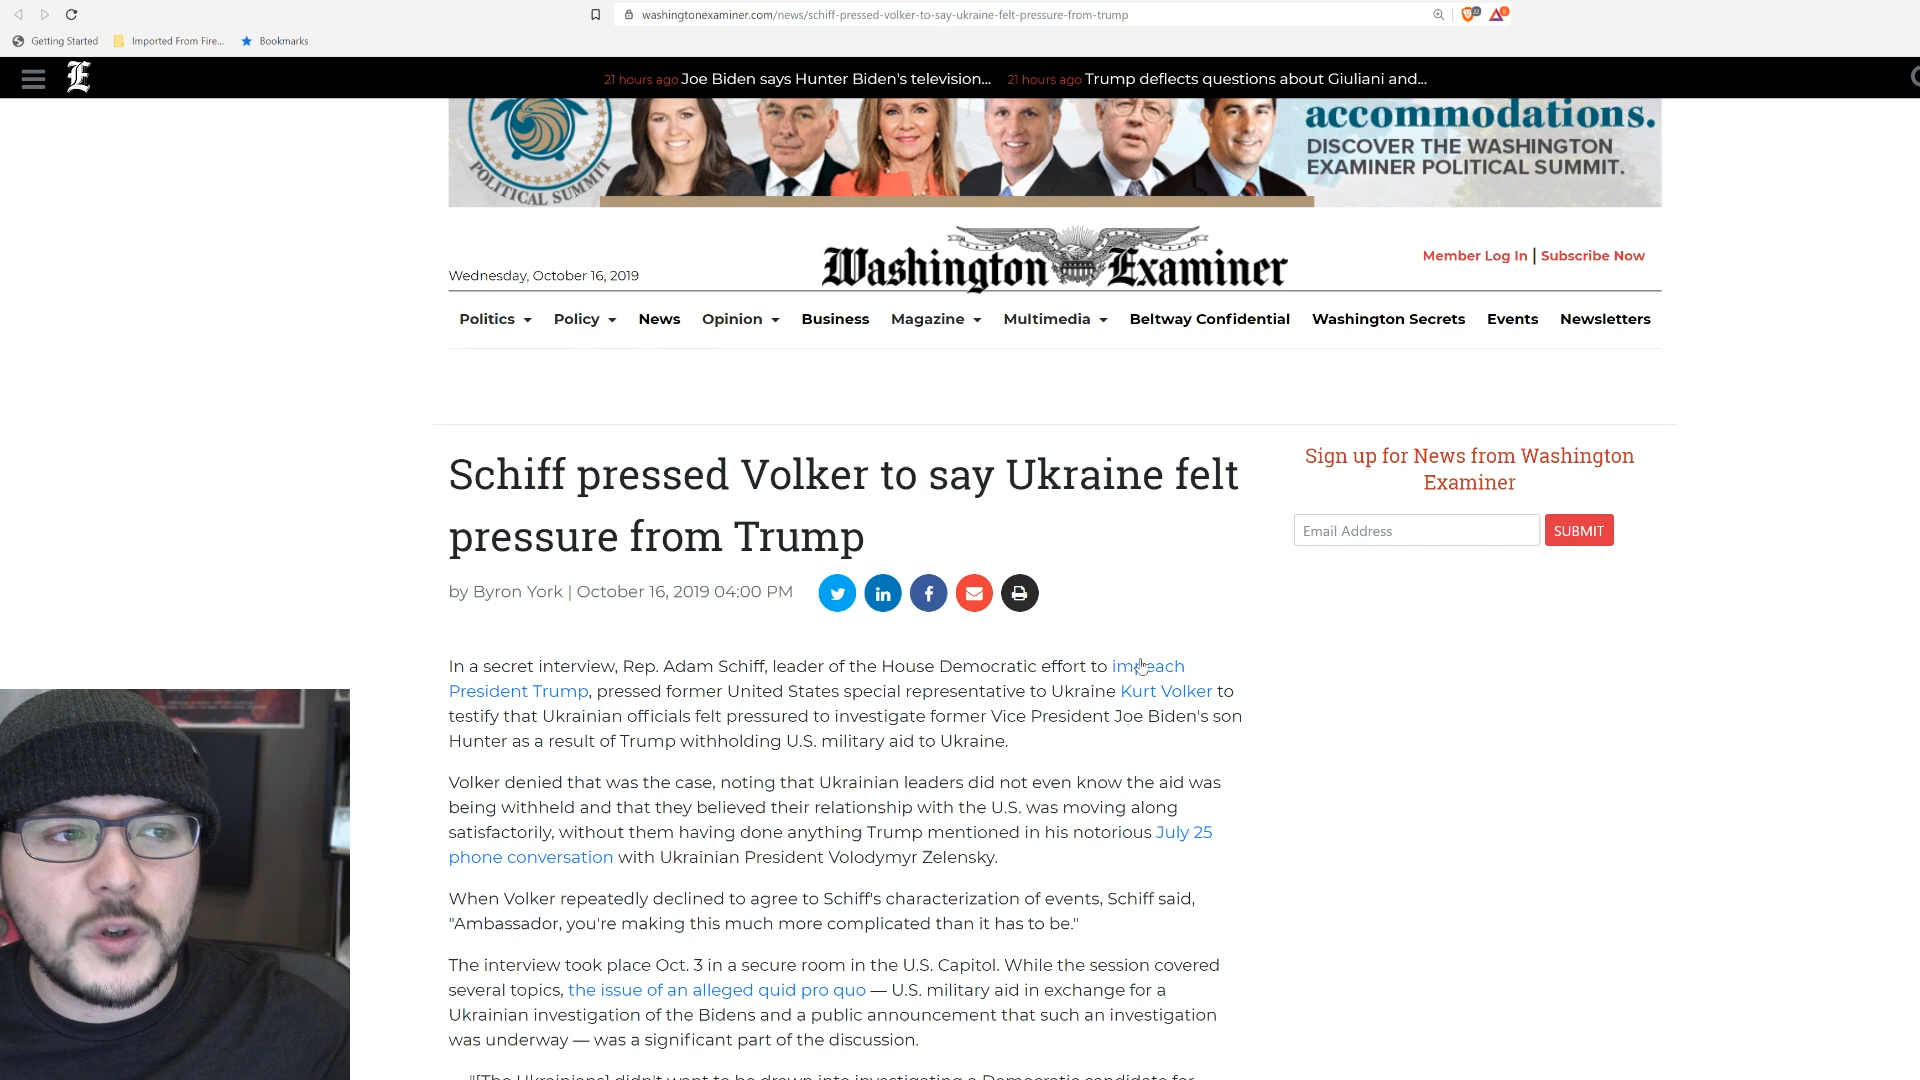 washingtonexaminer.com/news/schiff-pressed-volker-to-say-ukraine-felt-pressure-from-trump
Getting Started
Imported From Fire...
Bookmarks
21 hours ago Joe Biden says Hunter Biden's television...
21 hours ago Trump deflects questions about Giuliani and...
POLITICAL SUMMIT
accommodations.
DISCOVER THE WASHINGTON
EXAMINER POLITICAL SUMMIT.
Wednesday, October 16, 2019
Washington Examiner
Member Log In | Subscribe Now
Politics
Policy
News
Opinion
Business
Magazine
Multimedia
Beltway Confidential
Washington Secrets
Events
Newsletters
Schiff pressed Volker to say Ukraine felt
pressure from Trump
by Byron York | October 16, 2019 04:00 PM
Sign up for News from Washington
Examiner
Email Address
SUBMIT
In a secret interview, Rep. Adam Schiff, leader of the House Democratic effort to impeach
President Trump, pressed former United States special representative to Ukraine Kurt Volker to
testify that Ukrainian officials felt pressured to investigate former Vice President Joe Biden's son
Hunter as a result of Trump withholding U.S. military aid to Ukraine.
Volker denied that was the case, noting that Ukrainian leaders did not even know the aid was
being withheld and that they believed their relationship with the U.S. was moving along
satisfactorily, without them having done anything Trump mentioned in his notorious July 25
phone conversation with Ukrainian President Volodymyr Zelensky.
When Volker repeatedly declined to agree to Schiff's characterization of events, Schiff said,
"Ambassador, you're making this much more complicated than it has to be."
The interview took place Oct. 3 in a secure room in the U.S. Capitol. While the session covered
several topics, the issue of an alleged quid pro quo — U.S. military aid in exchange for a
Ukrainian investigation of the Bidens and a public announcement that such an investigation
was underway — was a significant part of the discussion.
"[The Ukrainians] didn't want to be drawn into investigating a Democratic candidate for